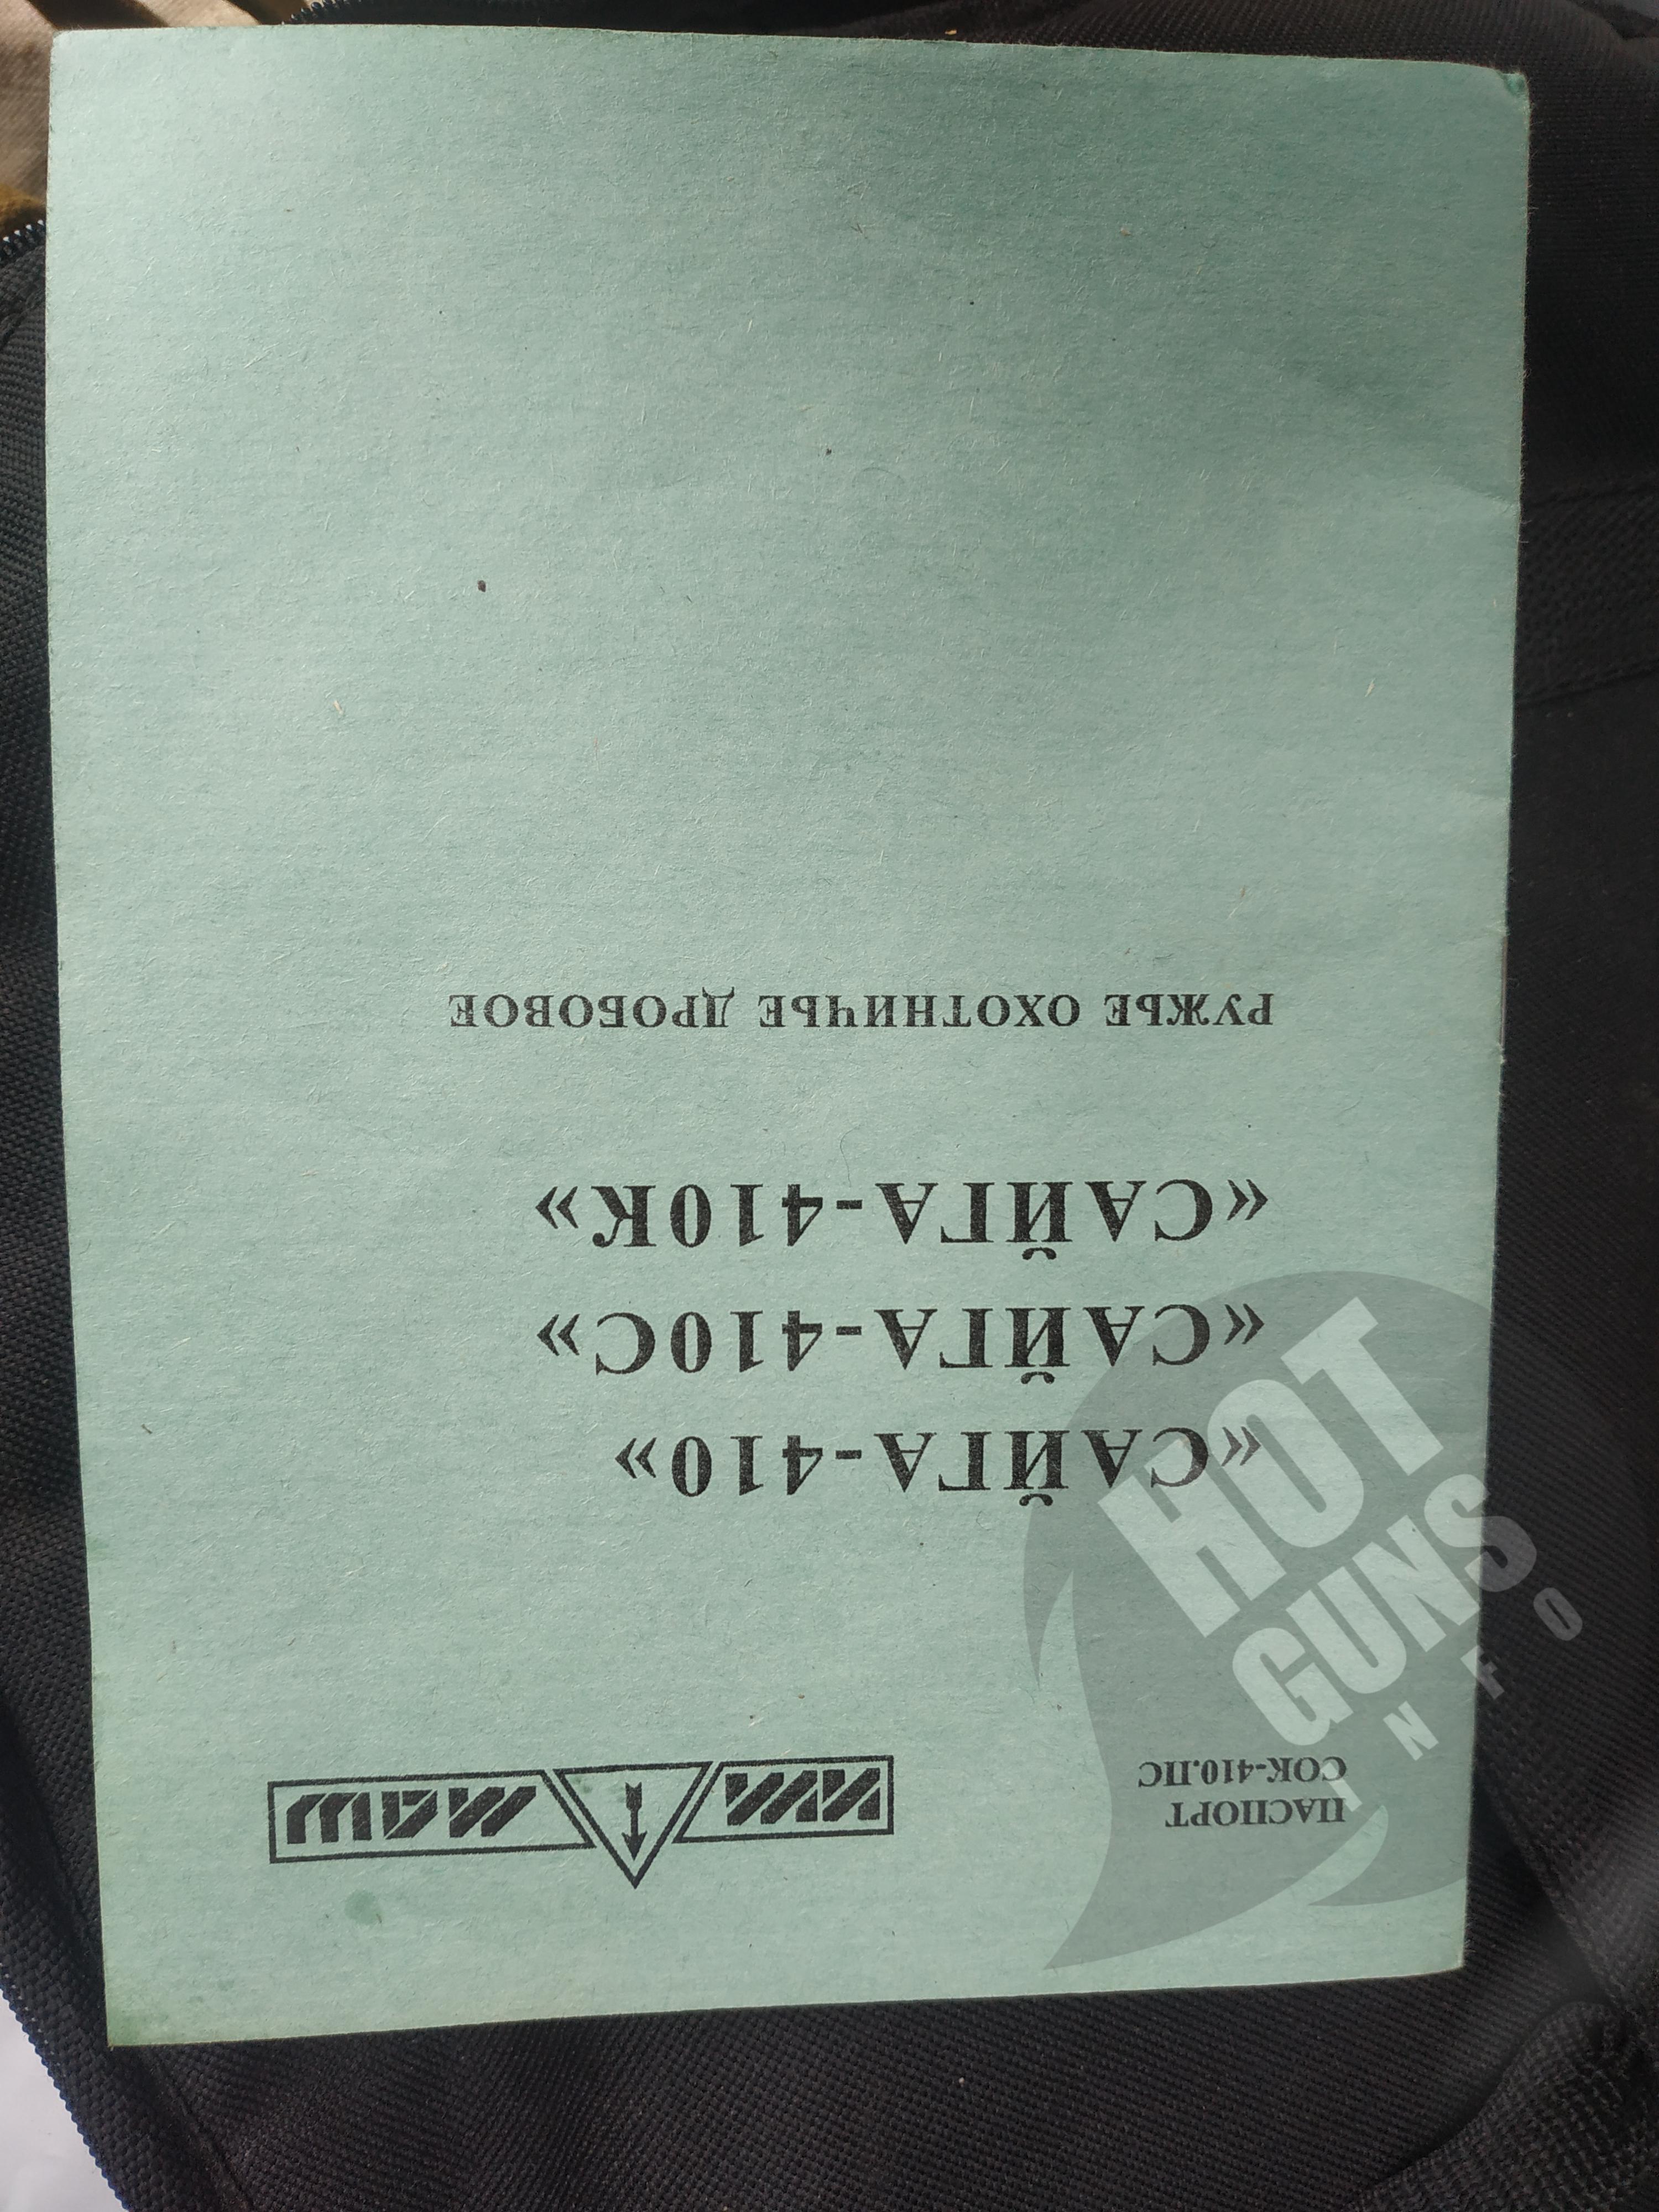 ПАСПОРТ
СОК-410.ПС
ИЖМАШ
«САЙГА-410»
«САЙГА-410С»
«САЙГА-410К»
РУЖЬЕ ОХОТНИЧЬЕ ДРОБОВОЕ
HOT
GUNS
INFO